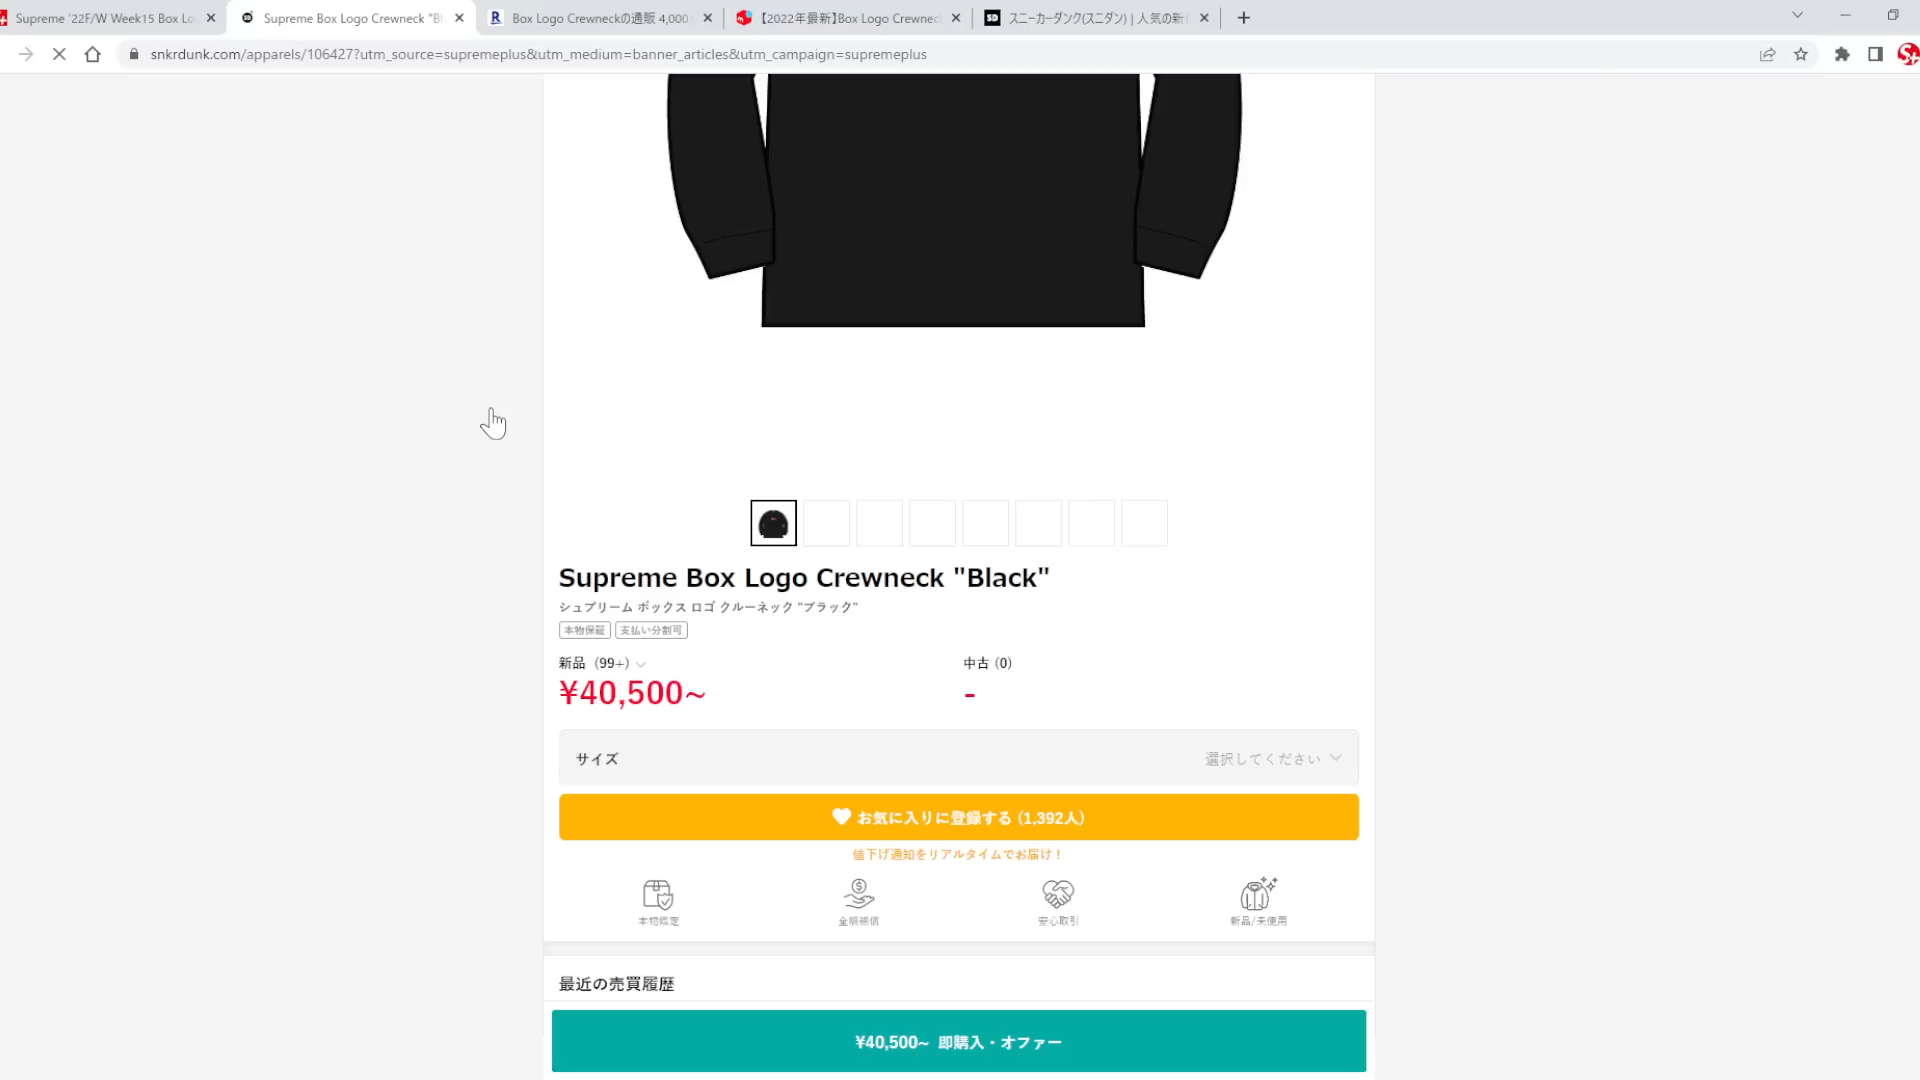 Supreme '22F/W Week15 Box Lo
Supreme Box Logo Crewneck "Bl
Box Logo Crewneckの通販 4,000
【2022年最新】Box Logo Crewnec
スニーカーダンク(スニダン) | 人気の新
snkrdunk.com/apparels/106427?utm_source=supremeplus&utm_medium=banner_articles&utm_campaign=supremeplus
Supreme Box Logo Crewneck "Black"
シュプリーム ボックス ロゴ クルーネック "ブラック"
本物保証 支払い分割可
新品 (99+)
中古 (0)
¥40,500~
-
サイズ
選択してください
お気に入りに登録する (1,392人)
値下げ通知をリアルタイムでお届け！
本物鑑定
全額補償
安心取引
新品/未使用
最近の売買履歴
¥40,500~ 即購入・オファー